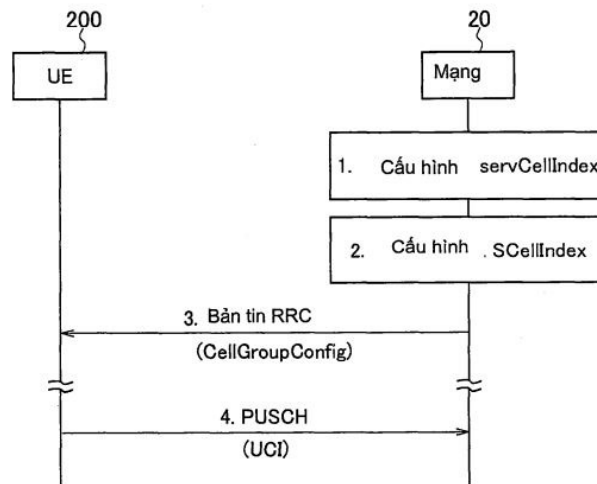 200
20
UE
Mạng
1. Cấu hình servCellIndex
2. Cấu hình . SCellIndex
3. Bản tin RRC
(CellGroupConfig)
4. PUSCH
(UCI)